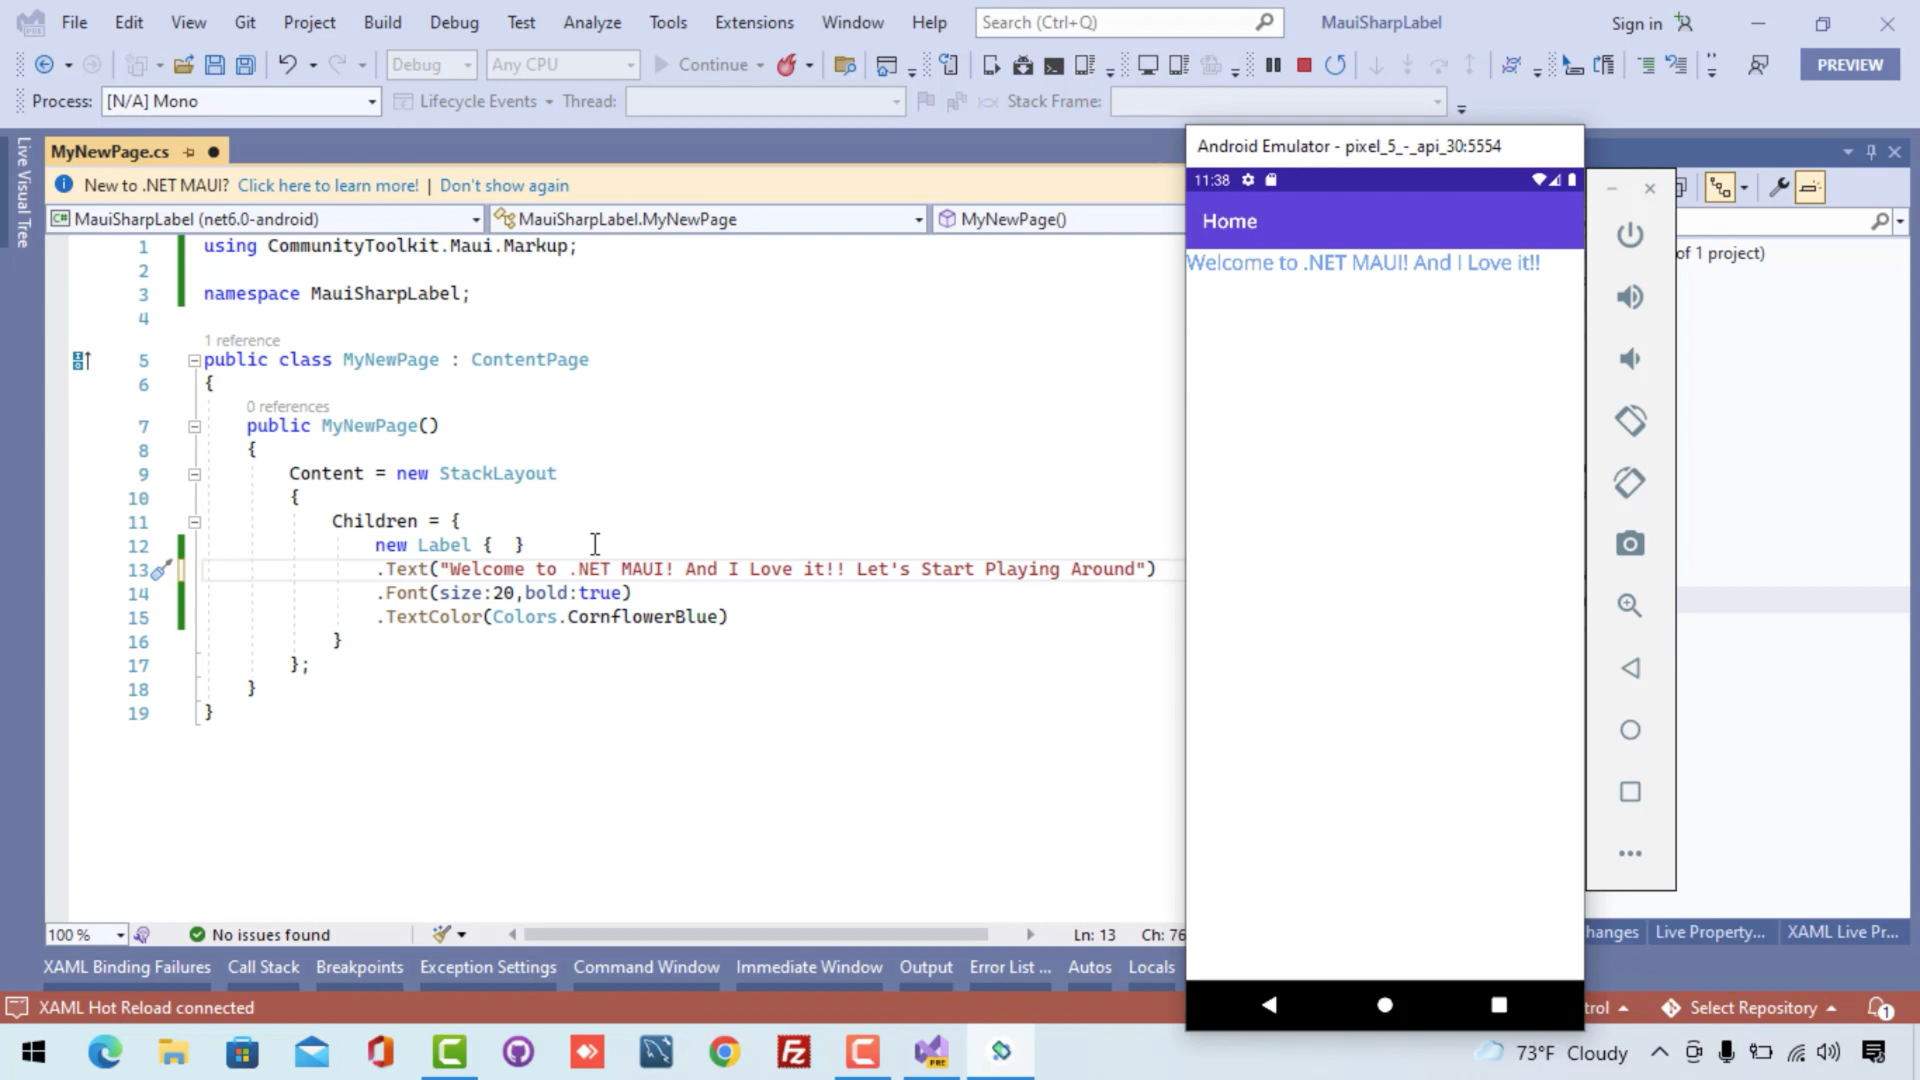 File Edit View Git Project Build Debug Test Analyze Tools Extensions Window Help Search (Ctrl+Q) MauiSharpLabel Sign in
Debug Any CPU Continue PREVIEW
Process: [N/A] Mono Lifecycle Events Thread: Stack Frame:
Live Visual Tree
MyNewPage.cs
New to .NET MAUI? Click here to learn more! | Don't show again
MauiSharpLabel (net6.0-android) MauiSharpLabel.MyNewPage MyNewPage()
1 using CommunityToolkit.Maui.Markup;
2
3 namespace MauiSharpLabel;
4
1 reference
5 public class MyNewPage : ContentPage
6 {
0 references
7 public MyNewPage()
8 {
9 Content = new StackLayout
10 {
11 Children = {
12 new Label {  }
13 .Text("Welcome to .NET MAUI! And I Love it!! Let's Start Playing Around")
14 .Font(size:20,bold:true)
15 .TextColor(Colors.CornflowerBlue)
16 }
17 };
18 }
19 }
Android Emulator - pixel_5_-_api_30:5554
11:38
Home
Welcome to .NET MAUI! And I Love it!!
of 1 project)
100 % No issues found Ln: 13 Ch: 76
hanges Live Property... XAML Live Pr...
XAML Binding Failures Call Stack Breakpoints Exception Settings Command Window Immediate Window Output Error List ... Autos Locals
XAML Hot Reload connected
trol Select Repository 1
PRE
73°F Cloudy